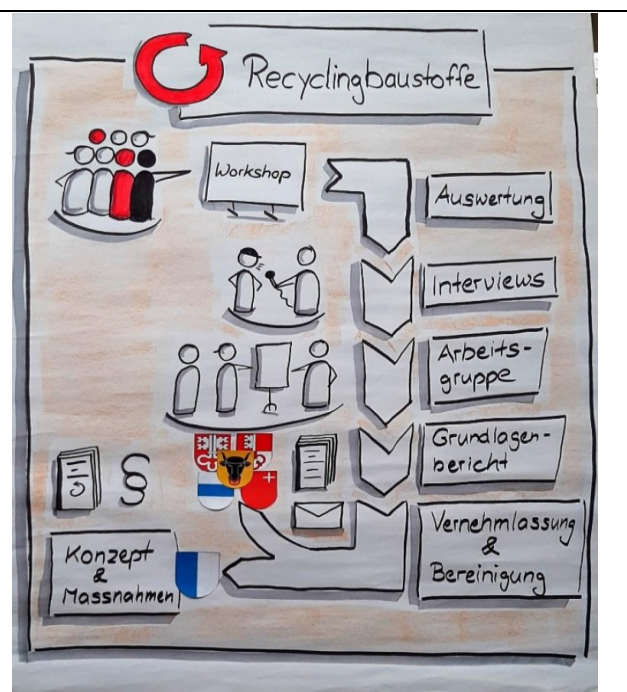 Recyclingbaustoffe
Workshop
Auswertung
Interviews
Arbeits-
gruppe
Grundlagen-
bericht
§
Vernehmlassung
&
Bereinigung
Konzept
&
Massnahmen